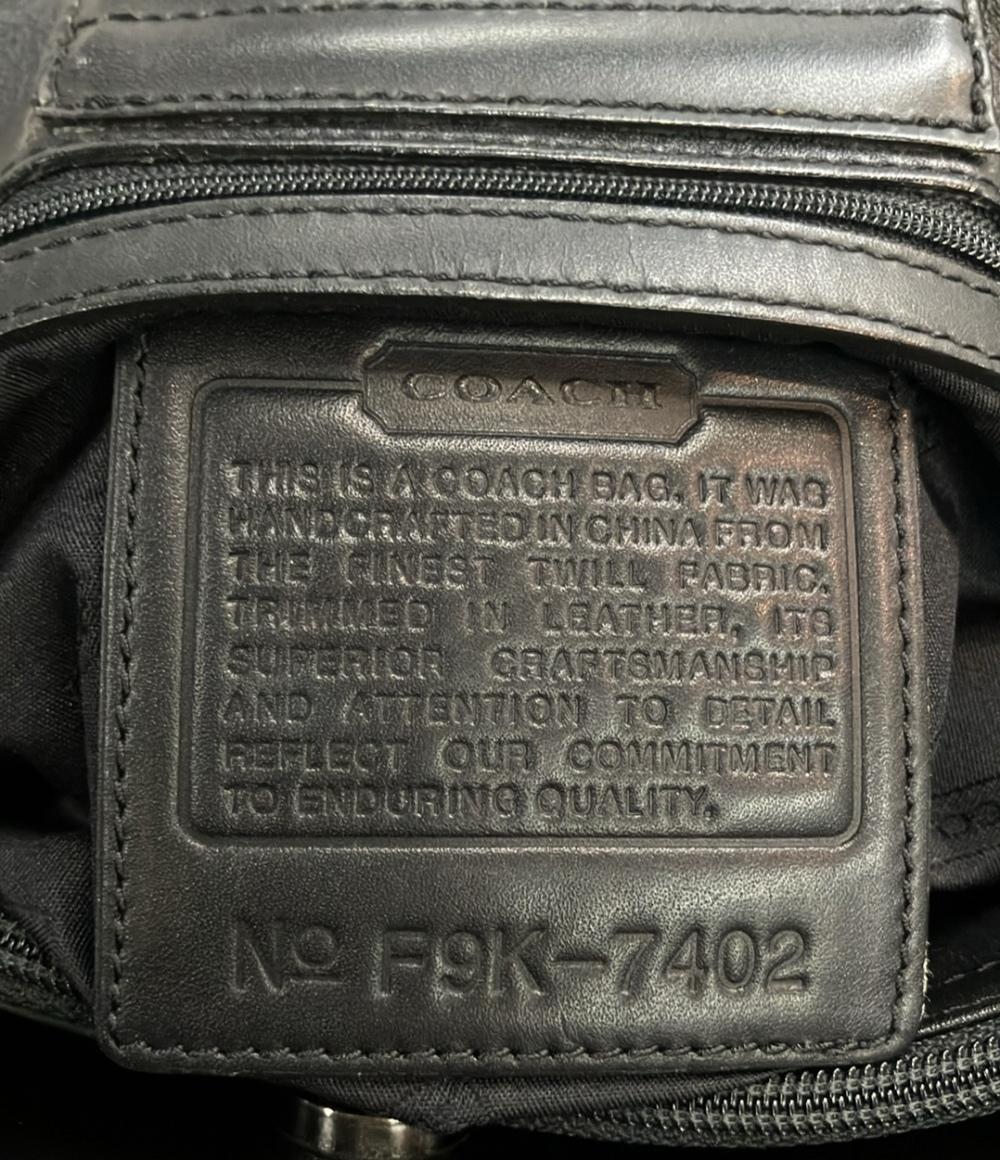 COACH
THIS IS A COACH BAG. IT WAS
HANDCRAFTED IN CHINA FROM
THE FINEST TWILL FABRIC.
TRIMMED IN LEATHER, ITS
SUPERIOR CRAFTSMANSHIP
AND ATTENTION TO DETAIL
REFLECT OUR COMMITMENT
TO ENDURING QUALITY.
No F9K-7402